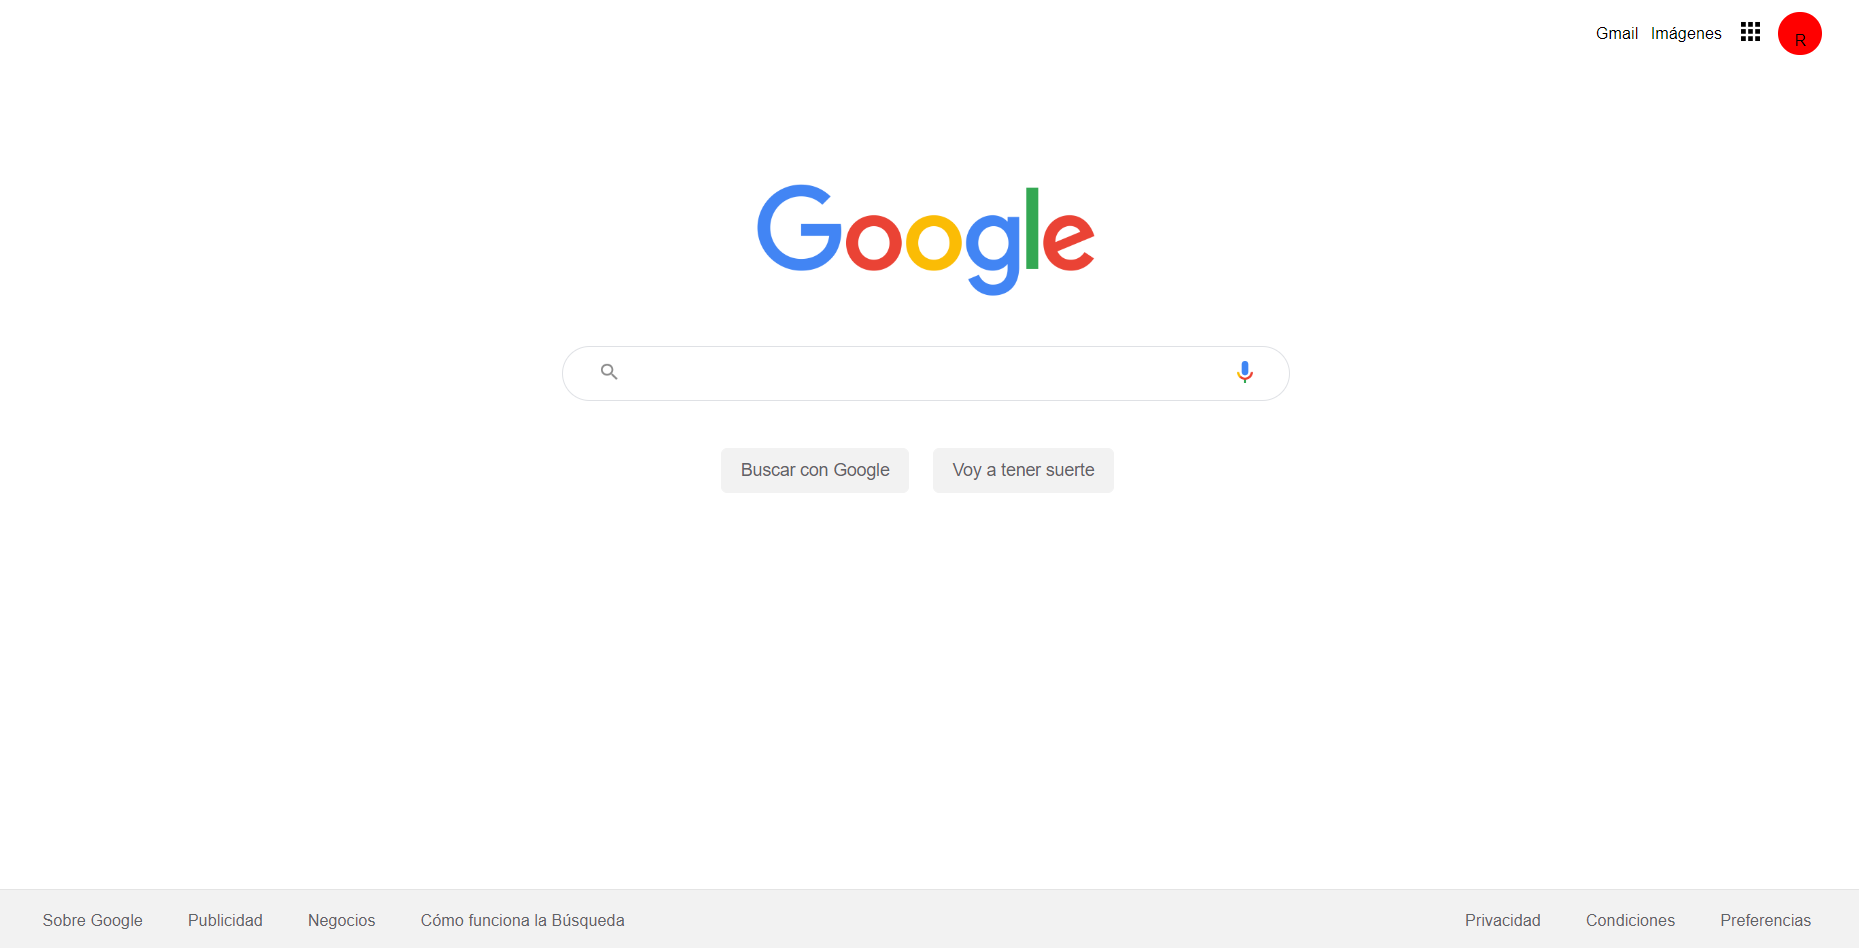 Gmail Imágenes R
Google
Buscar con Google Voy a tener suerte
Sobre Google Publicidad Negocios Cómo funciona la Búsqueda Privacidad Condiciones Preferencias